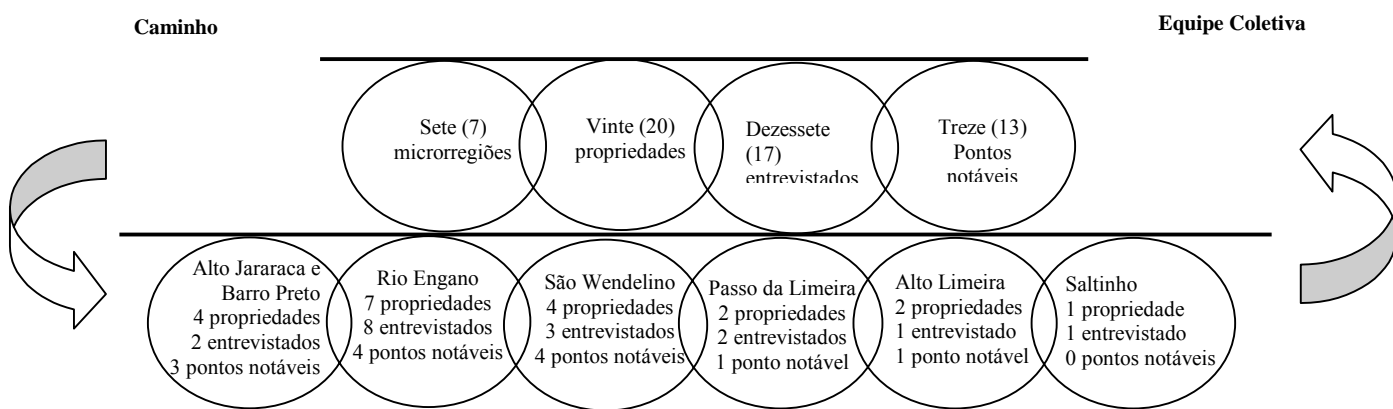 Caminho
Equipe Coletiva
Sete (7)
microrregiões
Vinte (20)
propriedades
Dezessete
(17)
entrevistados
Treze (13)
Pontos
notáveis
Alto Jararaca e
Barro Preto
4 propriedades
2 entrevistados
3 pontos notáveis
Rio Engano
7 propriedades
8 entrevistados
4 pontos notáveis
São Wendelino
4 propriedades
3 entrevistados
4 pontos notáveis
Passo da Limeira
2 propriedades
2 entrevistados
1 ponto notável
Alto Limeira
2 propriedades
1 entrevistado
1 ponto notável
Saltinho
1 propriedade
1 entrevistado
0 pontos notáveis